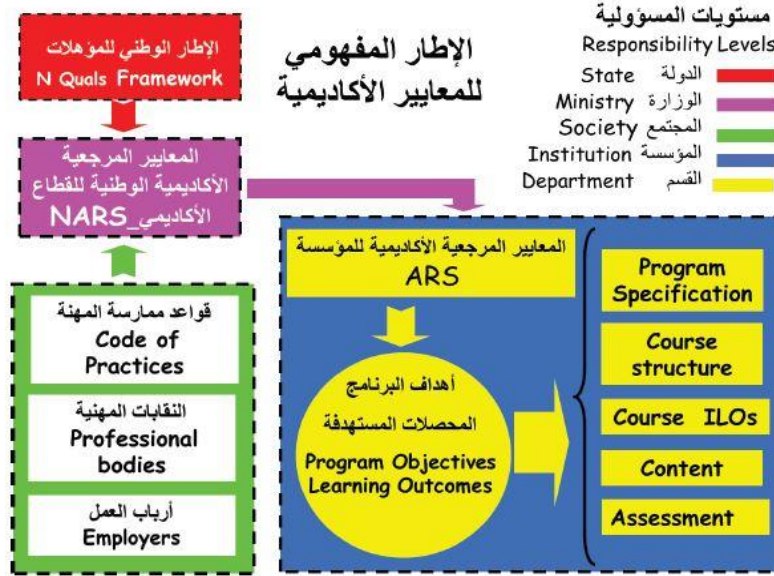 مستويات المسؤولية
Responsibility Levels
State الدولة
Ministry الوزارة
Society المجتمع
Institution المؤسسة
Department القسم
الإطار المفهومي
للمعايير الأكاديمية
الإطار الوطني للمؤهلات
N Quals Framework
المعايير المرجعية
الأكاديمية الوطنية للقطاع
الأكاديمي_NARS
قواعد ممارسة المهنة
Code of
Practices
النقابات المهنية
Professional
bodies
أرباب العمل
Employers
المعايير المرجعية الأكاديمية للمؤسسة
ARS
أهداف البرنامج
المحصلات المستهدفة
Program Objectives
Learning Outcomes
Program
Specification
Course
structure
Course ILOs
Content
Assessment